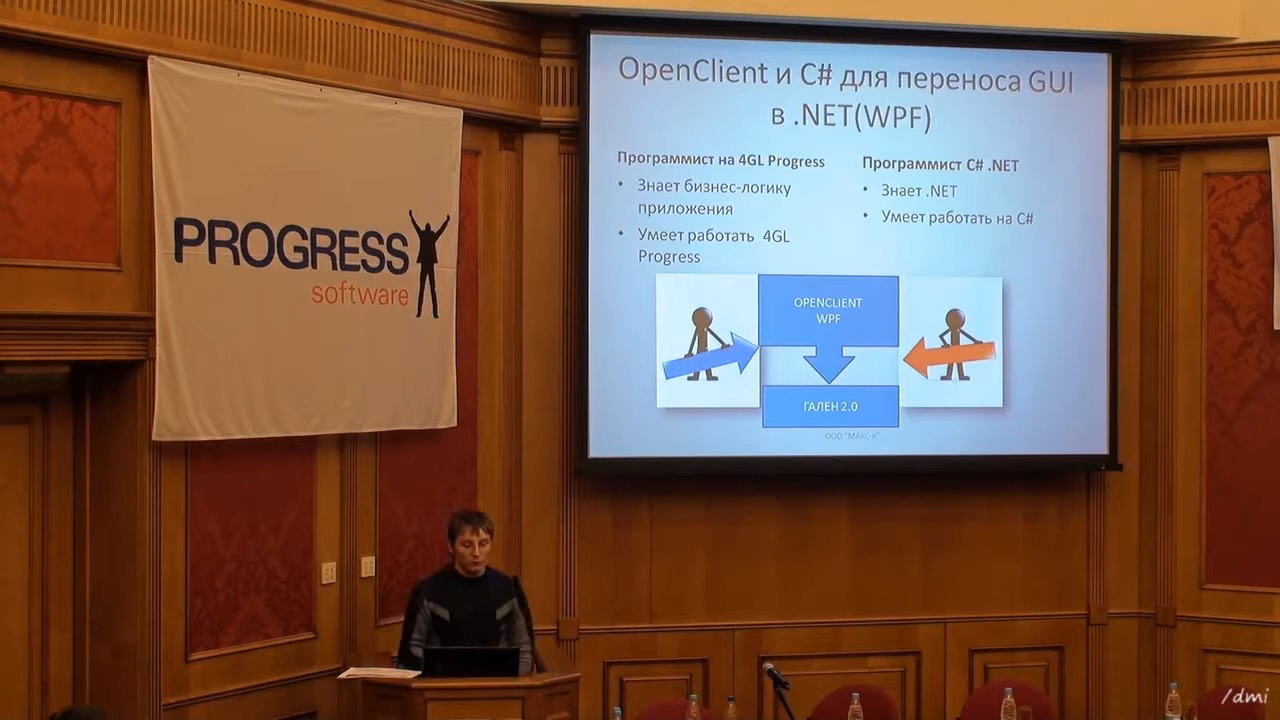 PROGRESS
software
OpenClient и C# для переноса GUI
в .NET(WPF)
Программист на 4GL Progress
• Знает бизнес-логику
приложения
• Умеет работать 4GL
Progress
Программист C# .NET
• Знает .NET
• Умеет работать на C#
OPENCLIENT
WPF
ГАЛЕН 2.0
ООО "МАКС-К"
/dmi